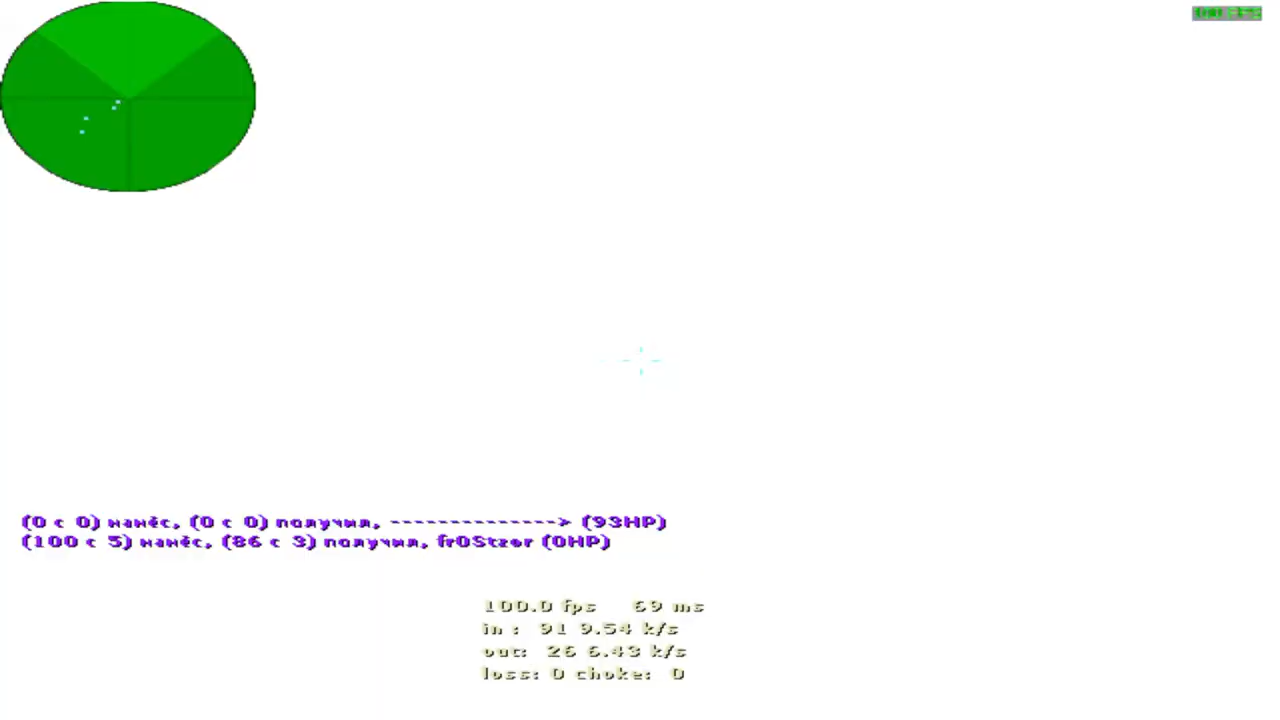 (0 с 0) нанёс, (0 с 0) получил, --------------> (93HP)
(100 с 5) нанёс, (86 с 3) получил, fr0Stzor (0HP)
100.0 fps 69 ms
in : 91 9.54 k/s
out: 26 6.43 k/s
loss: 0 choke: 0